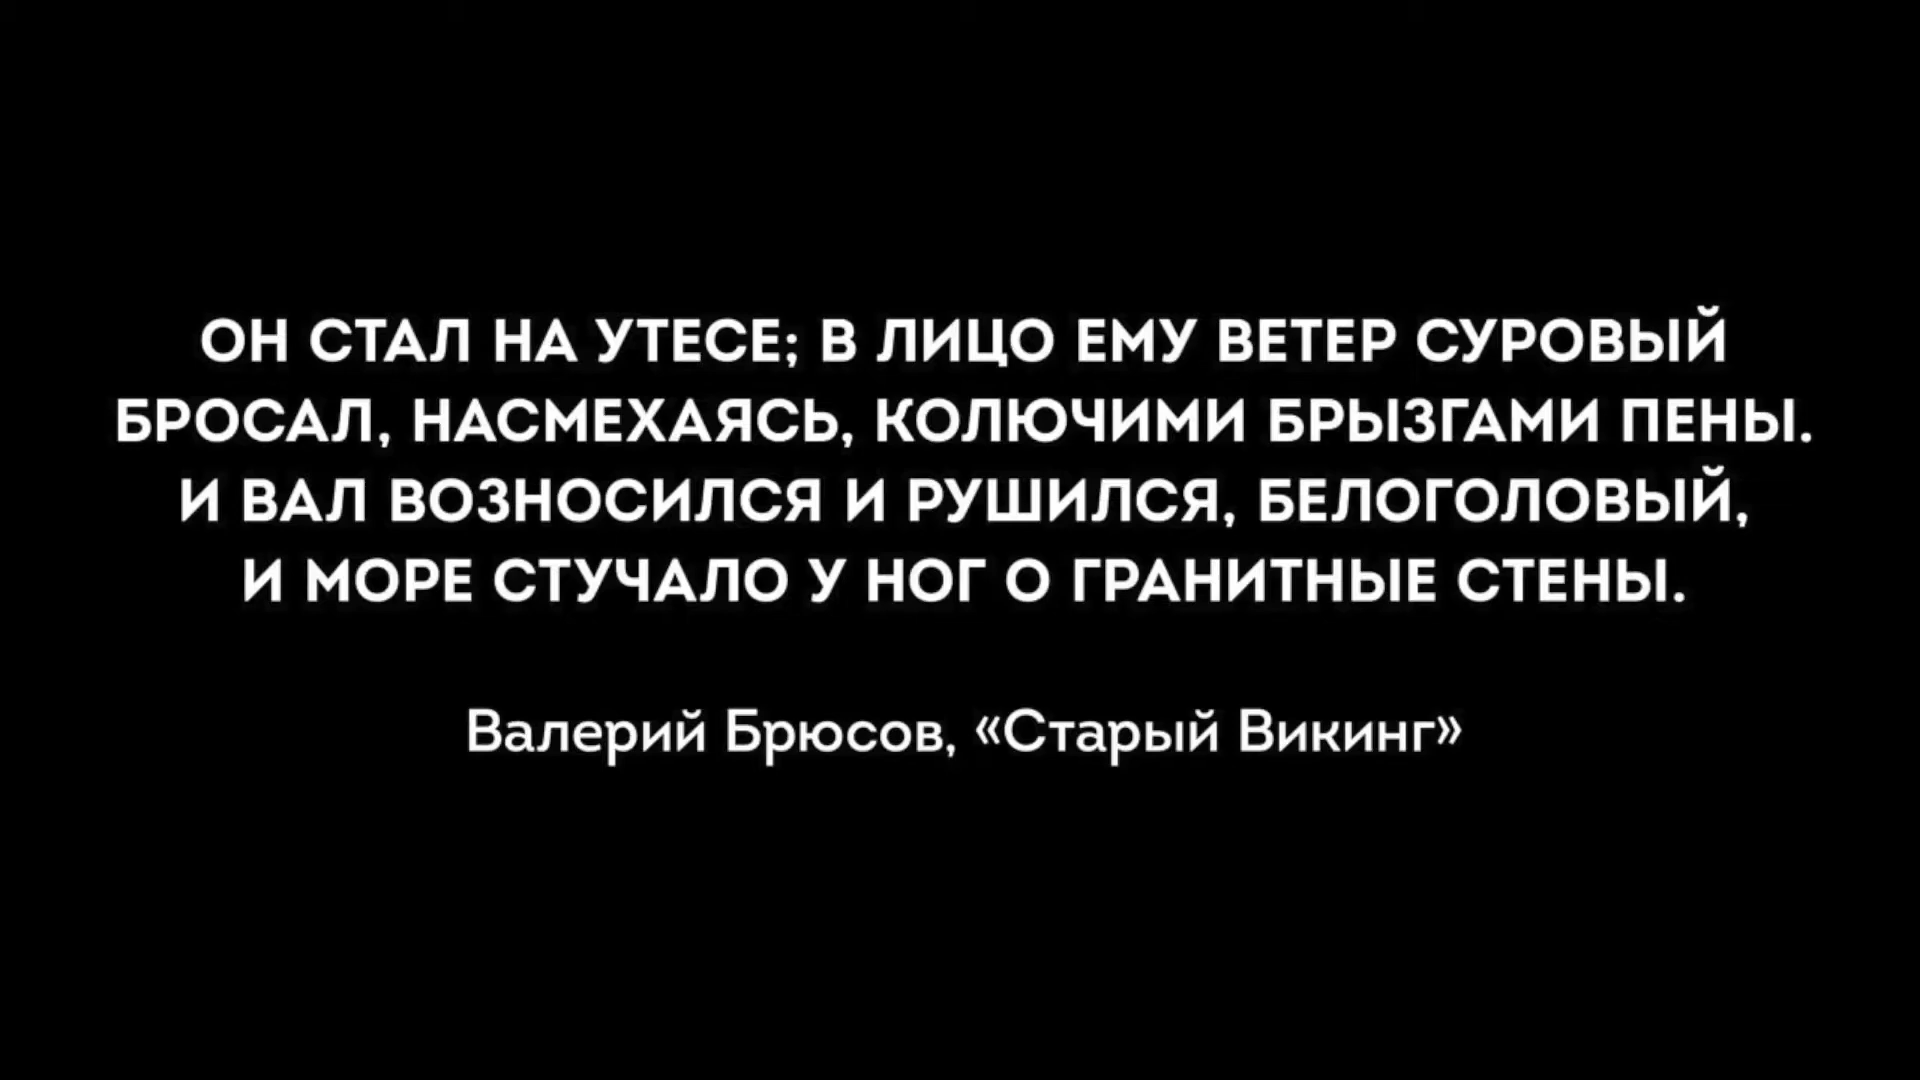 ОН СТАЛ НА УТЕСЕ; В ЛИЦО ЕМУ ВЕТЕР СУРОВЫЙ
БРОСАЛ, НАСМЕХАЯСЬ, КОЛЮЧИМИ БРЫЗГАМИ ПЕНЫ.
И ВАЛ ВОЗНОСИЛСЯ И РУШИЛСЯ, БЕЛОГОЛОВЫЙ,
И МОРЕ СТУЧАЛО У НОГ О ГРАНИТНЫЕ СТЕНЫ.
Валерий Брюсов, «Старый Викинг»